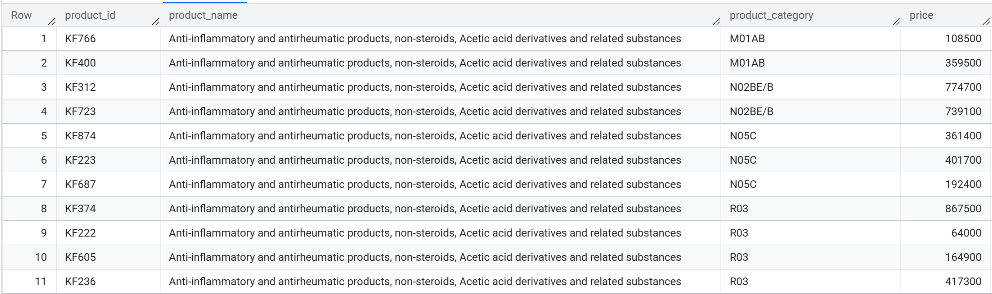 Row product_id product_name product_category price
1 KF766 Anti-inflammatory and antirheumatic products, non-steroids, Acetic acid derivatives and related substances M01AB 108500
2 KF400 Anti-inflammatory and antirheumatic products, non-steroids, Acetic acid derivatives and related substances M01AB 359500
3 KF312 Anti-inflammatory and antirheumatic products, non-steroids, Acetic acid derivatives and related substances N02BE/B 774700
4 KF723 Anti-inflammatory and antirheumatic products, non-steroids, Acetic acid derivatives and related substances N02BE/B 739100
5 KF874 Anti-inflammatory and antirheumatic products, non-steroids, Acetic acid derivatives and related substances N05C 361400
6 KF223 Anti-inflammatory and antirheumatic products, non-steroids, Acetic acid derivatives and related substances N05C 401700
7 KF687 Anti-inflammatory and antirheumatic products, non-steroids, Acetic acid derivatives and related substances N05C 192400
8 KF374 Anti-inflammatory and antirheumatic products, non-steroids, Acetic acid derivatives and related substances R03 867500
9 KF222 Anti-inflammatory and antirheumatic products, non-steroids, Acetic acid derivatives and related substances R03 64000
10 KF605 Anti-inflammatory and antirheumatic products, non-steroids, Acetic acid derivatives and related substances R03 164900
11 KF236 Anti-inflammatory and antirheumatic products, non-steroids, Acetic acid derivatives and related substances R03 417300